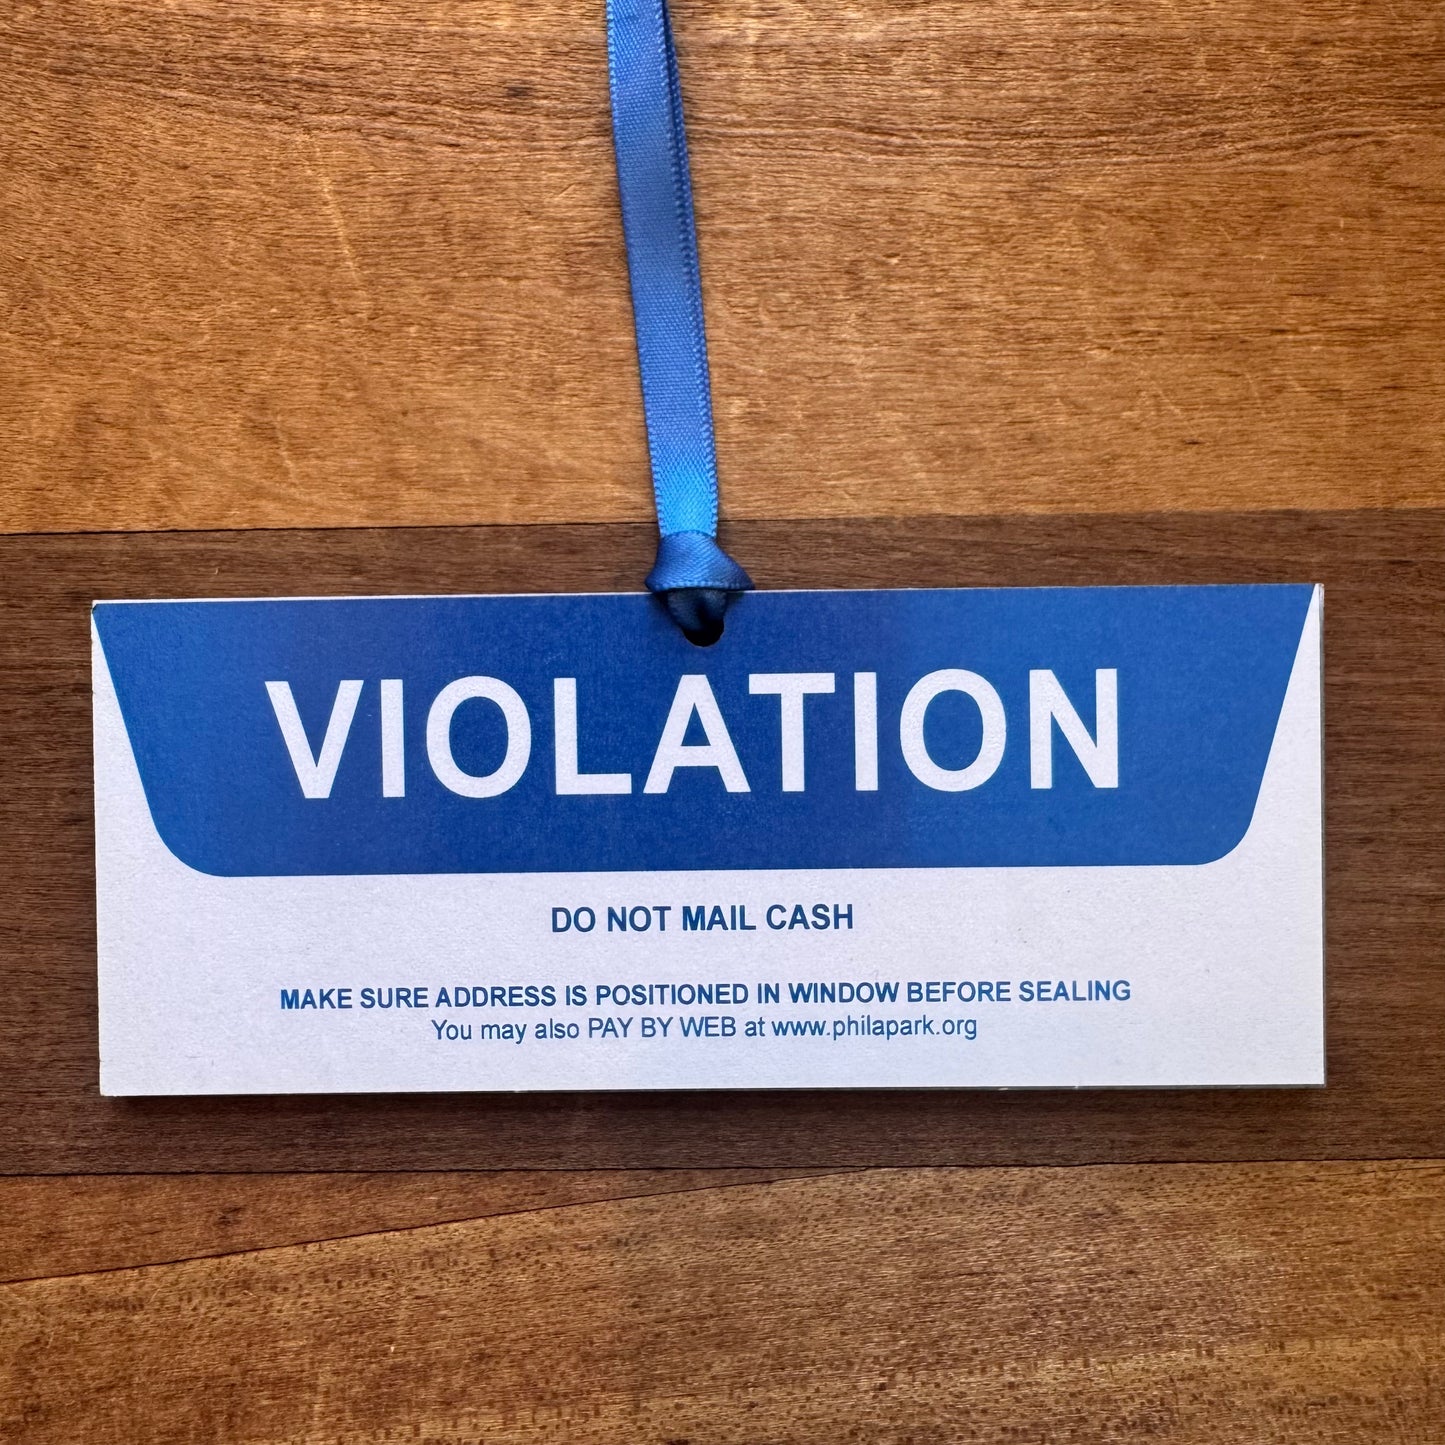 VIOLATION
DO NOT MAIL CASH
MAKE SURE ADDRESS IS POSITIONED IN WINDOW BEFORE SEALING
You may also PAY BY WEB at www.philapark.org